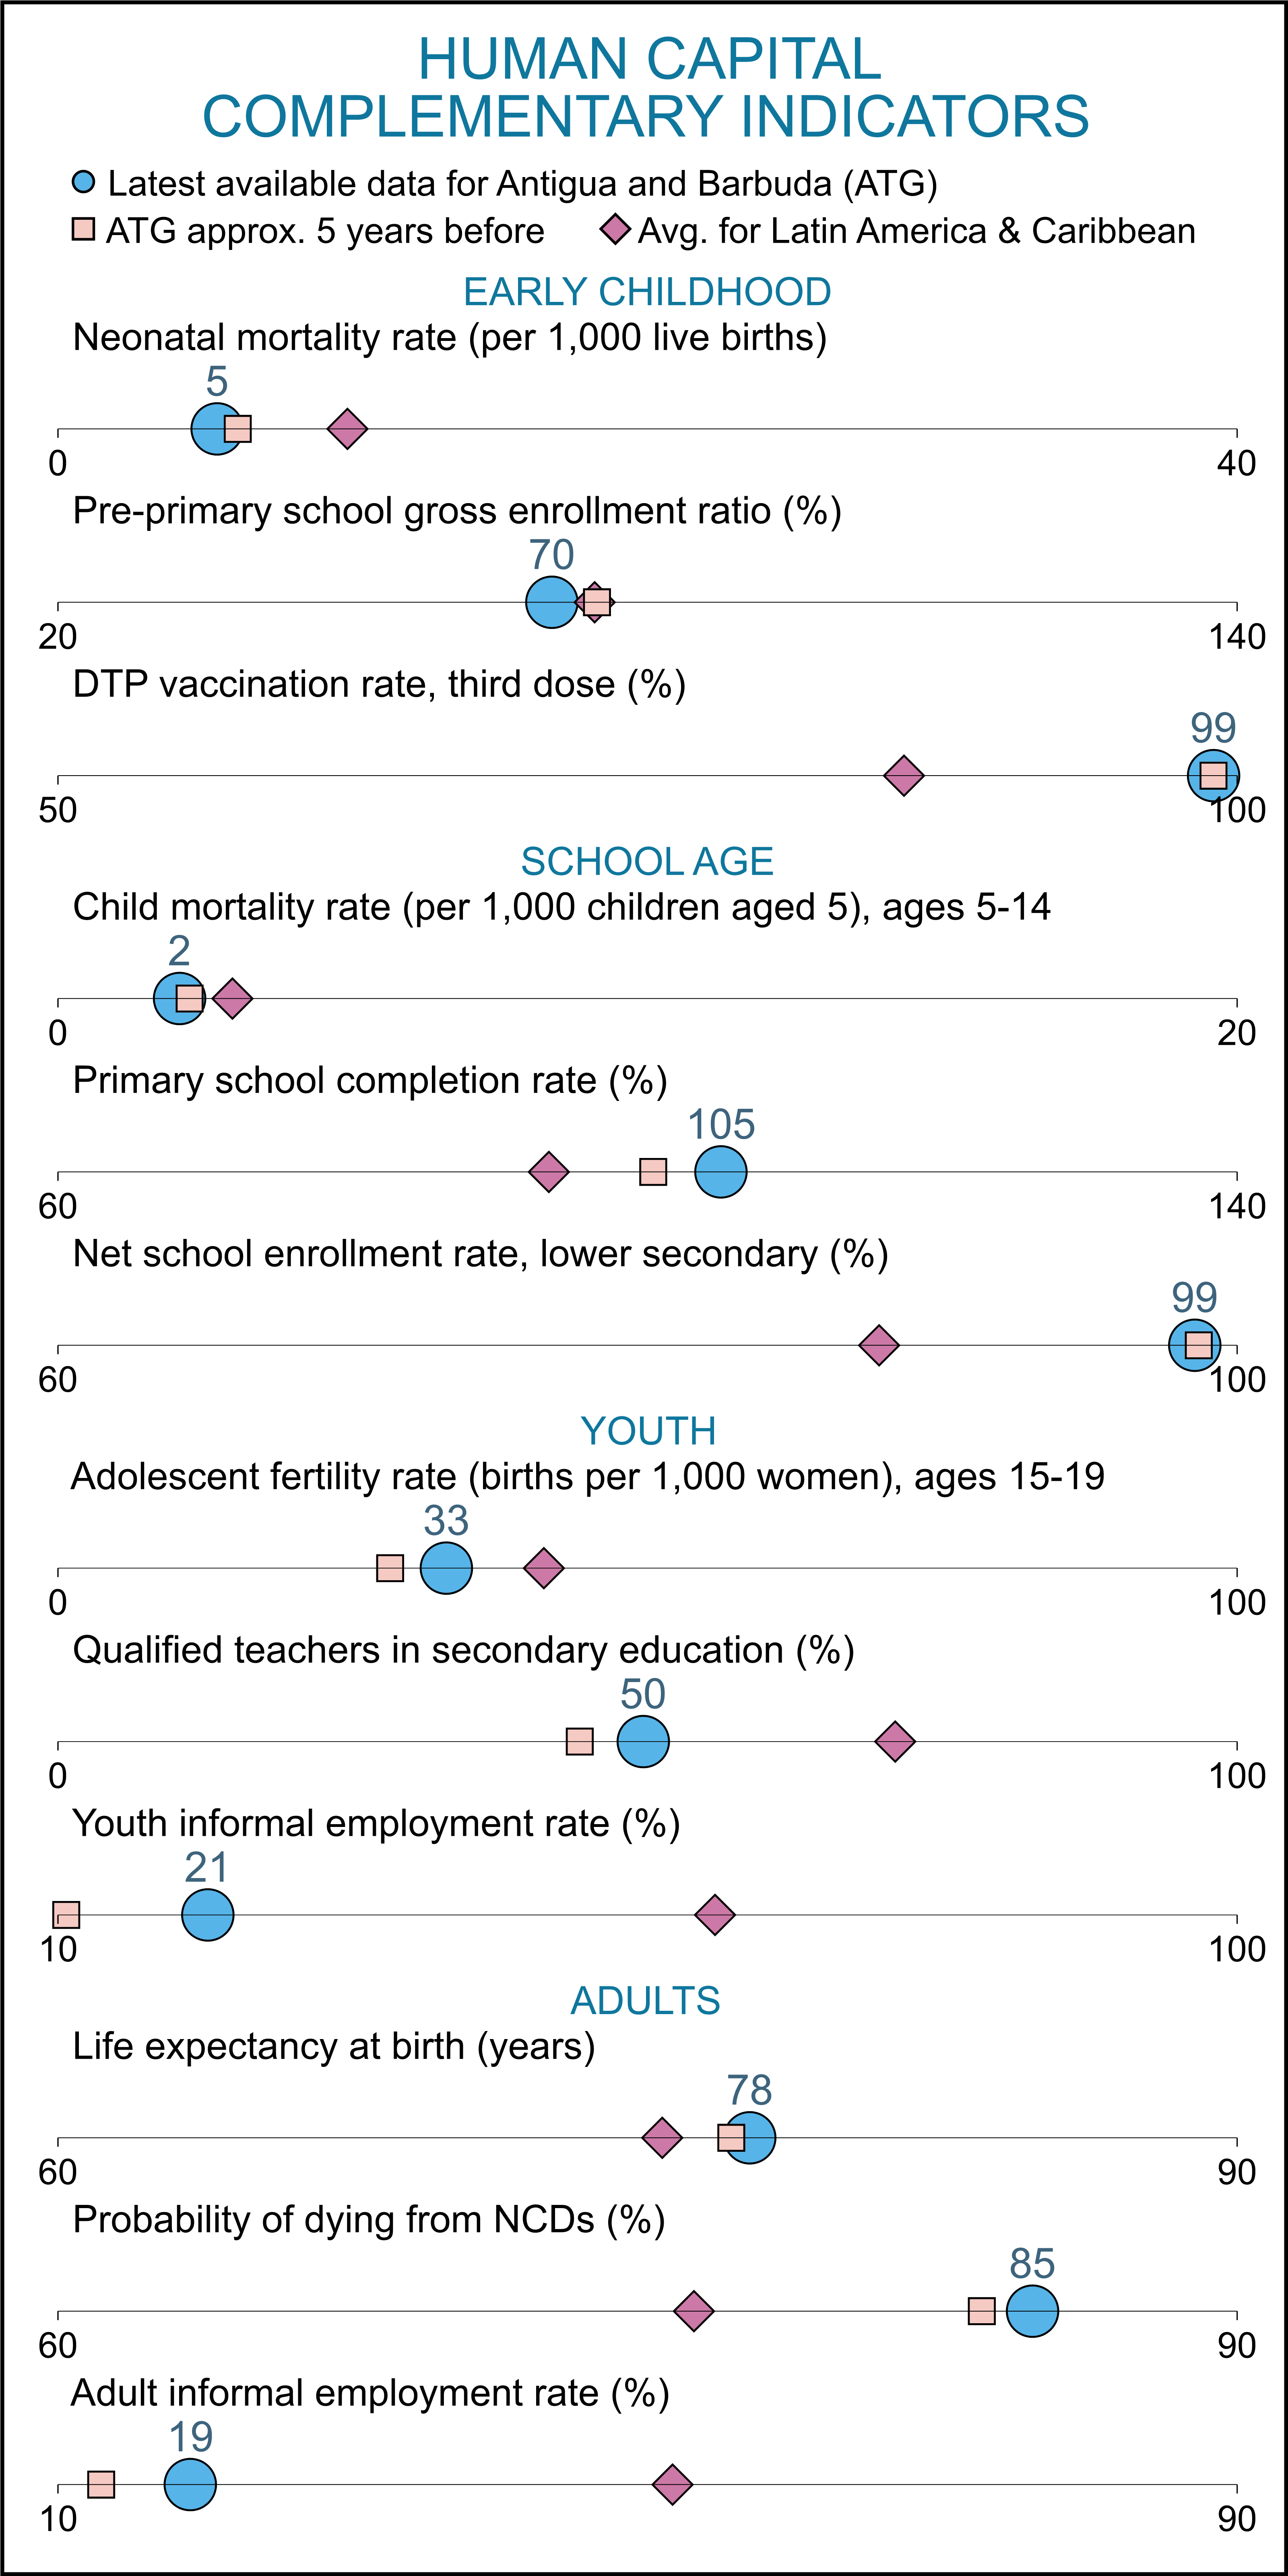 HUMAN CAPITAL
COMPLEMENTARY INDICATORS
Latest available data for Antigua and Barbuda (ATG)
ATG approx. 5 years before Avg. for Latin America & Caribbean
EARLY CHILDHOOD
Neonatal mortality rate (per 1,000 live births)
5
0 40
Pre-primary school gross enrollment ratio (%)
70
20 140
DTP vaccination rate, third dose (%)
99
50 100
SCHOOL AGE
Child mortality rate (per 1,000 children aged 5), ages 5-14
2
0 20
Primary school completion rate (%)
105
60 140
Net school enrollment rate, lower secondary (%)
99
60 100
YOUTH
Adolescent fertility rate (births per 1,000 women), ages 15-19
33
0 100
Qualified teachers in secondary education (%)
50
0 100
Youth informal employment rate (%)
21
10 100
ADULTS
Life expectancy at birth (years)
78
60 90
Probability of dying from NCDs (%)
85
60 90
Adult informal employment rate (%)
19
10 90